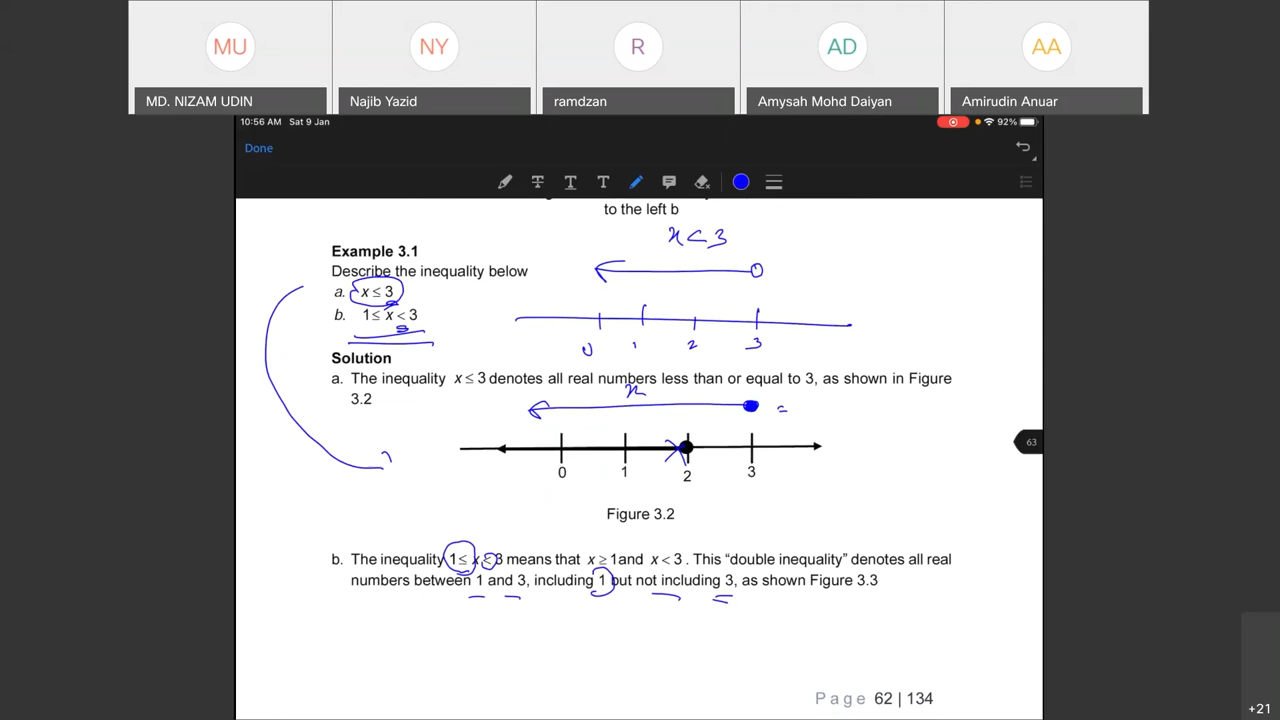 MU
NY
R
AD
AA
MD. NIZAM UDIN
Najib Yazid
ramdzan
Amysah Mohd Daiyan
Amirudin Anuar
10:56 AM Sat 9 Jan
92%
Done
to the left b
x < 3
Example 3.1
Describe the inequality below
a. x ≤ 3
b. 1 ≤ x < 3
0 1 2 3
Solution
a. The inequality x ≤ 3 denotes all real numbers less than or equal to 3, as shown in Figure
3.2
x
=
0 1 2 3
63
Figure 3.2
b. The inequality 1 ≤ x < 3 means that x ≥ 1 and x < 3. This “double inequality” denotes all real
numbers between 1 and 3, including 1 but not including 3, as shown Figure 3.3
Page 62 | 134
+21